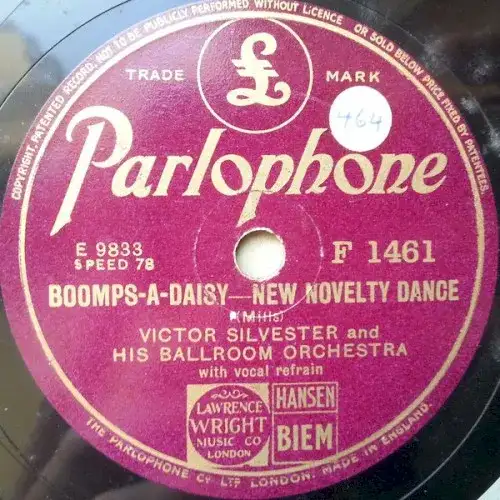 COPYRIGHT. PATENTED RECORD. NOT TO BE PUBLICLY PERFORMED WITHOUT LICENCE OR SOLD BELOW PRICE FIXED BY PATENTEES.
£
TRADE MARK
464
Parlophone
E 9833 F 1461
SPEED 78
BOOMPS-A-DAISY—NEW NOVELTY DANCE
(Mills)
VICTOR SILVESTER and
HIS BALLROOM ORCHESTRA
with vocal refrain
LAWRENCE
WRIGHT
MUSIC CO
LONDON
HANSEN
BIEM
THE PARLOPHONE CY LTD LONDON. MADE IN ENGLAND.